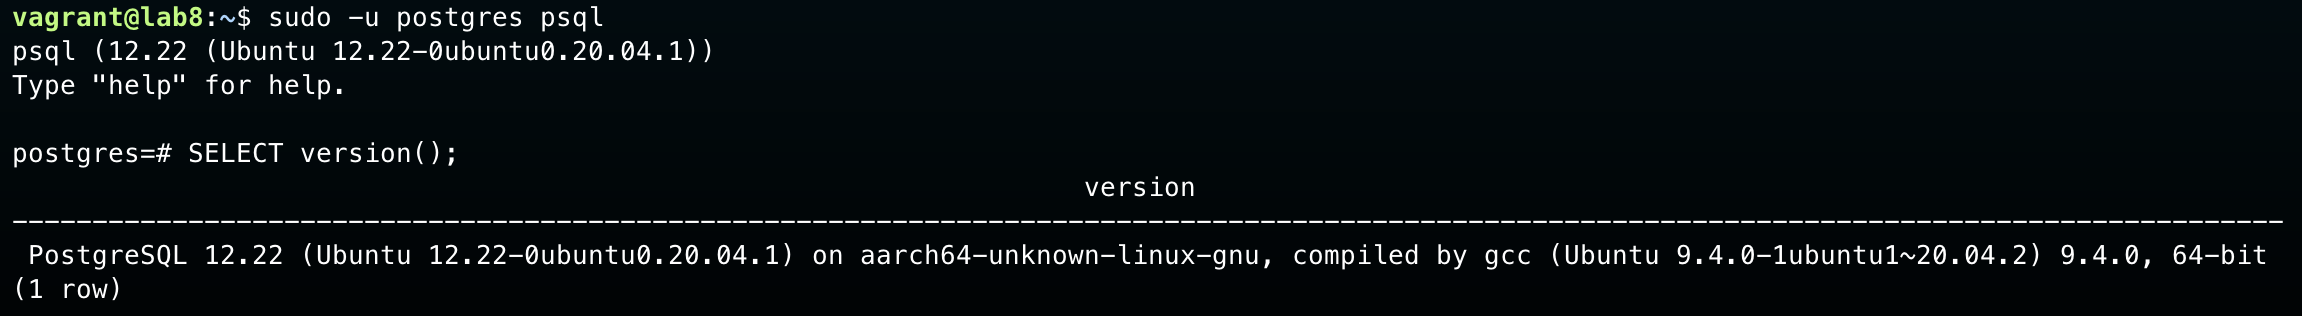 vagrant@lab8:~$ sudo -u postgres psql
psql (12.22 (Ubuntu 12.22-0ubuntu0.20.04.1))
Type "help" for help.

postgres=# SELECT version();
version
----------------------------------------------------------------------------------------------------------------------------------------------
PostgreSQL 12.22 (Ubuntu 12.22-0ubuntu0.20.04.1) on aarch64-unknown-linux-gnu, compiled by gcc (Ubuntu 9.4.0-1ubuntu1~20.04.2) 9.4.0, 64-bit
(1 row)